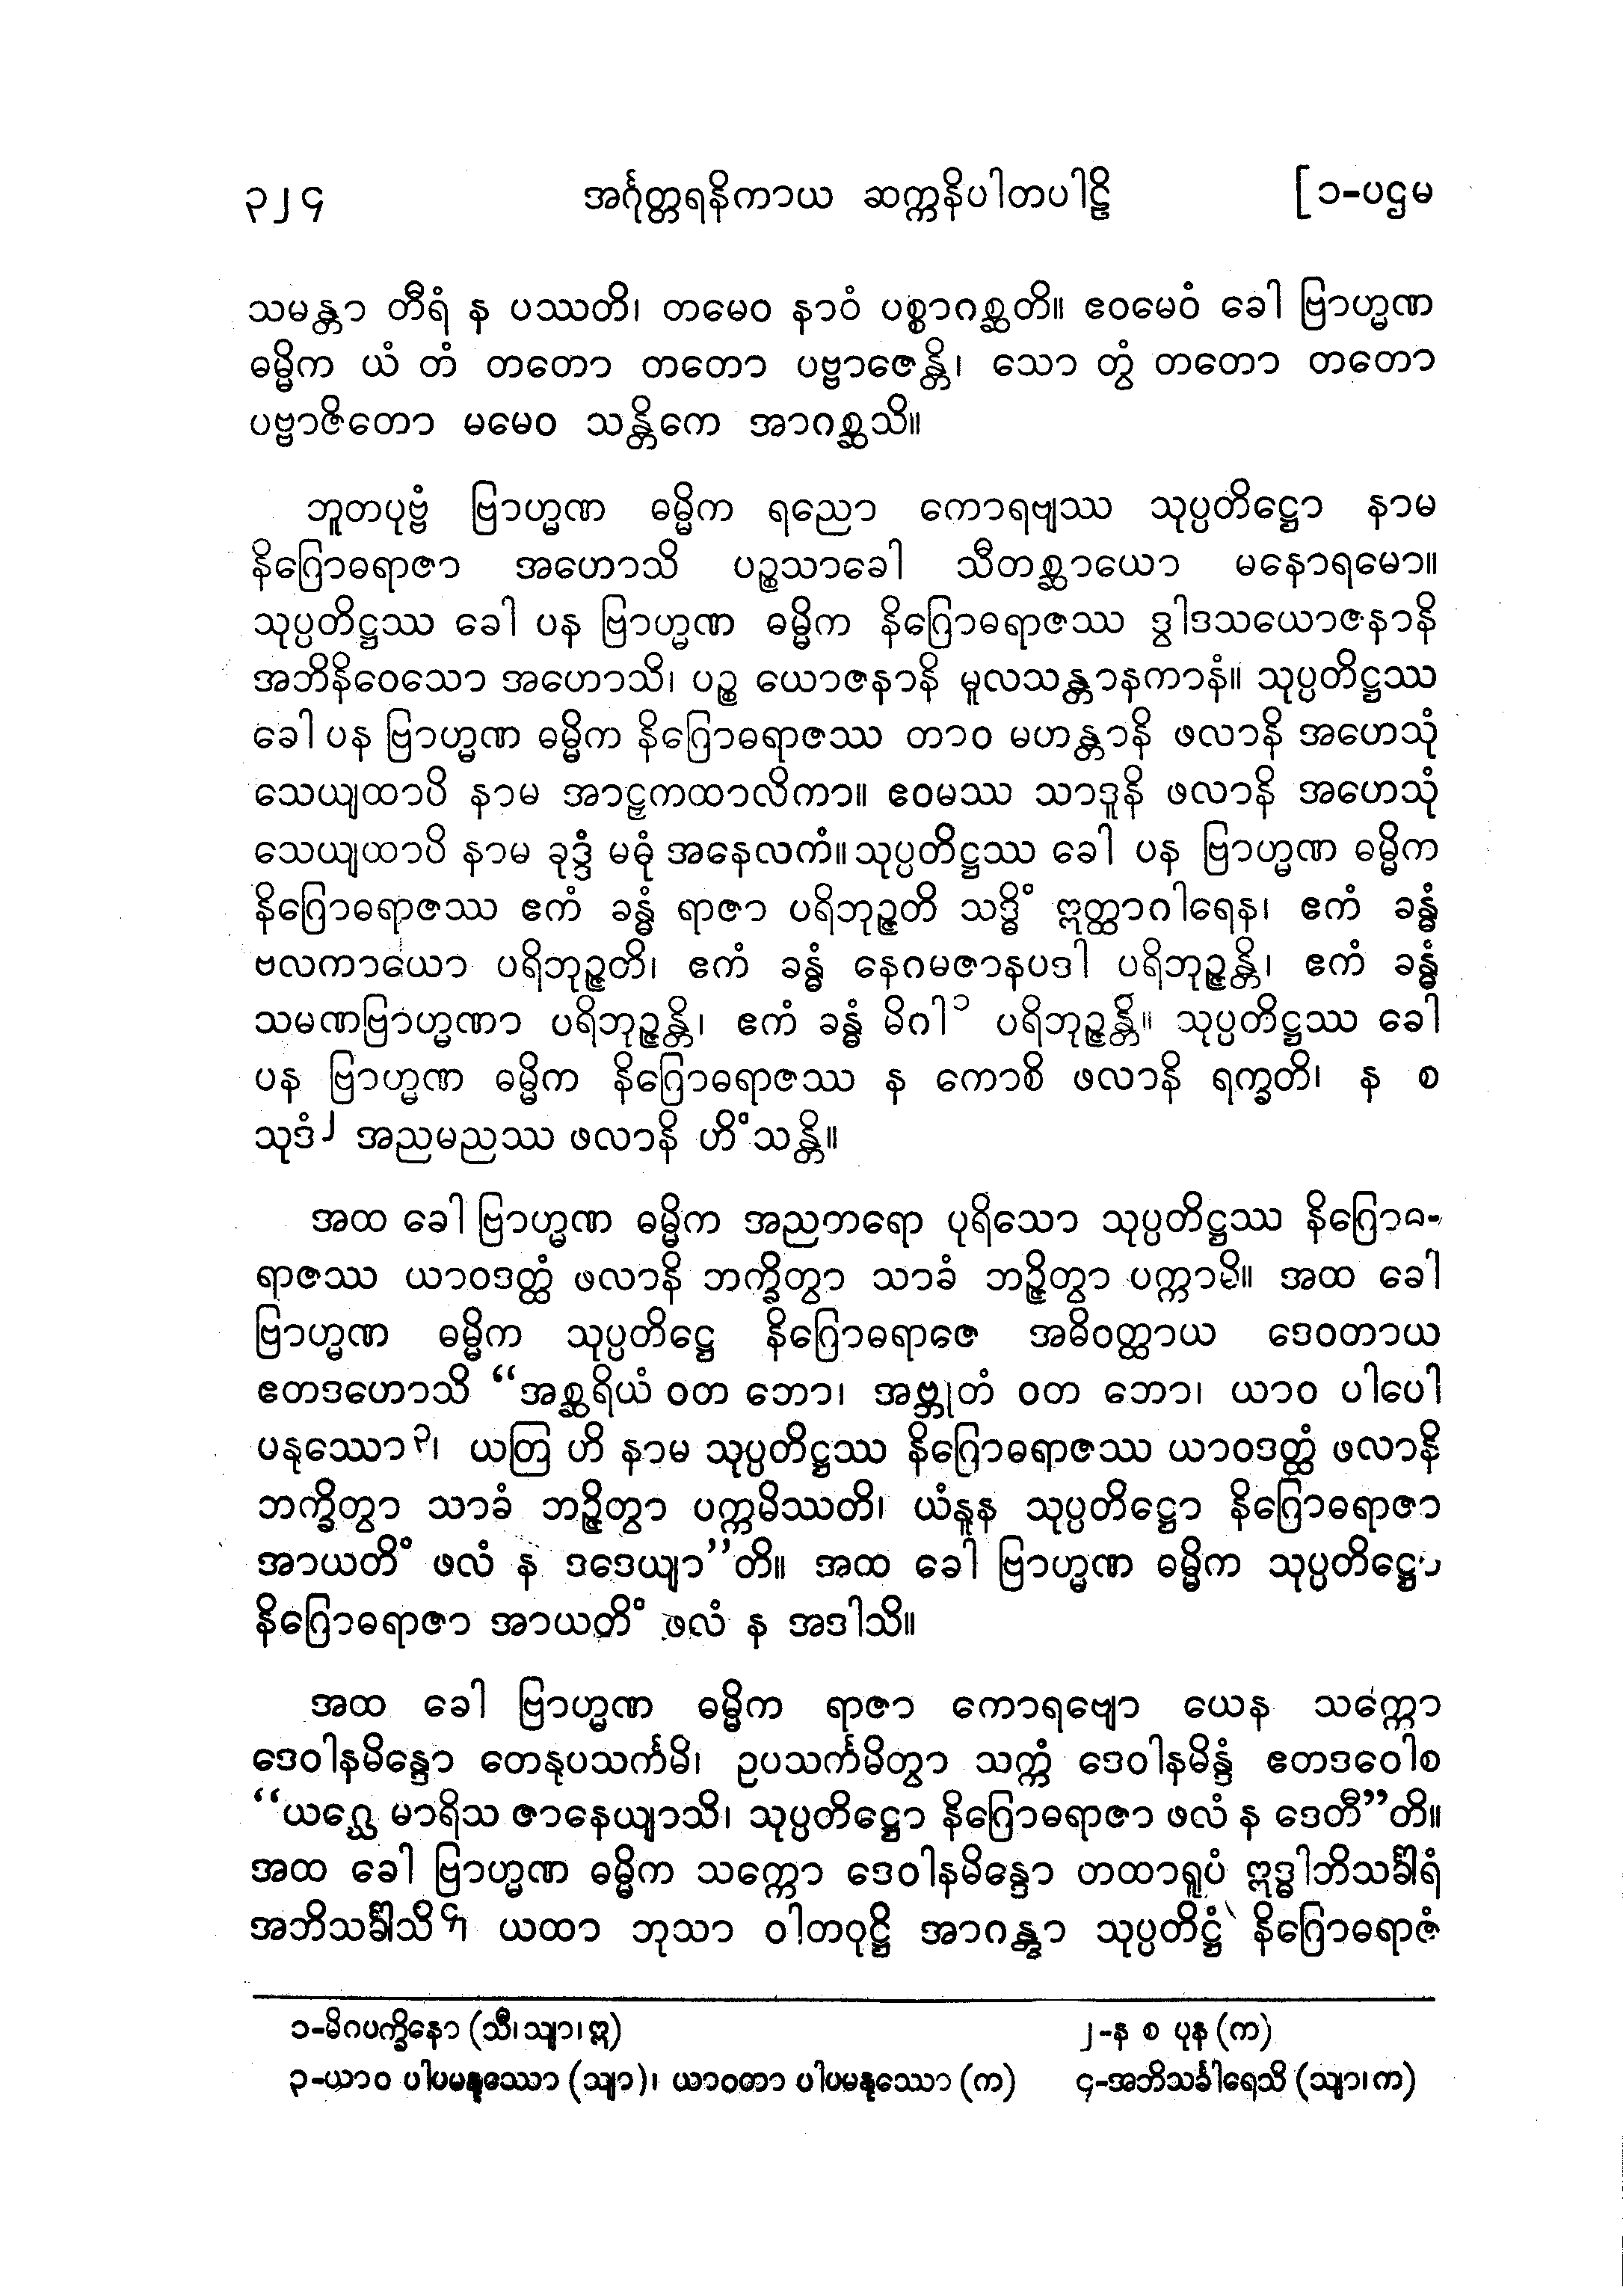 ၃၂၄ အင်္ဂုတ္တရနိကာယ ဆက္ကနိပါတပါဠိ [၁-ပဌမ
သမန္တာ တီရံ န ပဿတိ၊ တမေဝ နာဝံ ပစ္စာဂစ္ဆတိ။ ဧဝမေဝံ ခေါ ဗြာဟ္မဏ
ဓမ္မိက ယံ တံ တတော တတော ပဗ္ဗာဇေန္တိ၊ သော တွံ တတော တတော
ပဗ္ဗာဇိတော မမေဝ သန္တိကေ အာဂစ္ဆသိ။
ဘူတပုဗ္ဗံ ဗြာဟ္မဏ ဓမ္မိက ရညော ကောရဗျဿ သုပ္ပတိဋ္ဌော နာမ
နိဂြောဓရာဇာ အဟောသိ ပဉ္စသာခေါ သီတစ္ဆာယော မနောရမော။
သုပ္ပတိဋ္ဌဿ ခေါ ပန ဗြာဟ္မဏ ဓမ္မိက နိဂြောဓရာဇဿ ဒွါဒသယောဇနာနိ
အဘိနိဝေသော အဟောသိ၊ ပဉ္စ ယောဇနာနိ မူလသန္တာနကာနံ။ သုပ္ပတိဋ္ဌဿ
ခေါ ပန ဗြာဟ္မဏ ဓမ္မိက နိဂြောဓရာဇဿ တာဝ မဟန္တာနိ ဖလာနိ အဟေသုံ
သေယျထာပိ နာမ အာဠှကထာလိကာ။ ဧဝမဿ သာဒူနိ ဖလာနိ အဟေသုံ
သေယျထာပိ နာမ ခုဒ္ဒံ မဓုံ အနေလကံ။ သုပ္ပတိဋ္ဌဿ ခေါ ပန ဗြာဟ္မဏ ဓမ္မိက
နိဂြောဓရာဇဿ ဧကံ ခန္ဓံ ရာဇာ ပရိဘုဉ္ဇတိ သဒ္ဓိံ ဣတ္ထာဂါရေန၊ ဧကံ ခန္ဓံ
ဗလကာယော ပရိဘုဉ္ဇတိ၊ ဧကံ ခန္ဓံ နေဂမဇာနပဒါ ပရိဘုဉ္ဇန္တိ၊ ဧကံ ခန္ဓံ
သမဏဗြာဟ္မဏာ ပရိဘုဉ္ဇန္တိ၊ ဧကံ ခန္ဓံ မိဂါ၁ ပရိဘုဉ္ဇန္တိ။ သုပ္ပတိဋ္ဌဿ ခေါ
ပန ဗြာဟ္မဏ ဓမ္မိက နိဂြောဓရာဇဿ န ကောစိ ဖလာနိ ရက္ခတိ၊ န စ
သုဒံ၂ အညမညဿ ဖလာနိ ဟိံသန္တိ။
အထ ခေါ ဗြာဟ္မဏ ဓမ္မိက အညတရော ပုရိသော သုပ္ပတိဋ္ဌဿ နိဂြောဓ-
ရာဇဿ ယာဝဒတ္ထံ ဖလာနိ ဘက္ခိတွာ သာခံ ဘဉ္ဇိတွာ ပက္ကာမိ။ အထ ခေါ
ဗြာဟ္မဏ ဓမ္မိက သုပ္ပတိဋ္ဌေ နိဂြောဓရာဇေ အဓိဝတ္ထာယ ဒေဝတာယ
ဧတဒဟောသိ “အစ္ဆရိယံ ဝတ ဘော၊ အဗ္ဘုတံ ဝတ ဘော၊ ယာဝ ပါပေါ
မနုဿော၃၊ ယတြ ဟိ နာမ သုပ္ပတိဋ္ဌဿ နိဂြောဓရာဇဿ ယာဝဒတ္ထံ ဖလာနိ
ဘက္ခိတွာ သာခံ ဘဉ္ဇိတွာ ပက္ကမိဿတိ၊ ယံနူန သုပ္ပတိဋ္ဌော နိဂြောဓရာဇာ
အာယတိံ ဖလံ န ဒဒေယျာ”တိ။ အထ ခေါ ဗြာဟ္မဏ ဓမ္မိက သုပ္ပတိဋ္ဌော
နိဂြောဓရာဇာ အာယတိံ ဖလံ န အဒါသိ။
အထ ခေါ ဗြာဟ္မဏ ဓမ္မိက ရာဇာ ကောရဗျော ယေန သက္ကော
ဒေဝါနမိန္ဒော တေနုပသင်္ကမိ၊ ဥပသင်္ကမိတွာ သက္ကံ ဒေဝါနမိန္ဒံ ဧတဒဝေါစ
“ယဂ္ဃေ မာရိသ ဇာနေယျာသိ၊ သုပ္ပတိဋ္ဌော နိဂြောဓရာဇာ ဖလံ န ဒေတီ”တိ။
အထ ခေါ ဗြာဟ္မဏ ဓမ္မိက သက္ကော ဒေဝါနမိန္ဒော တထာရူပံ ဣဒ္ဓါဘိသင်္ခါရံ
အဘိသင်္ခါသိ၄၊ ယထာ ဘုသာ ဝါတဝုဋ္ဌိ အာဂန္တွာ သုပ္ပတိဋ္ဌံ နိဂြောဓရာဇံ
၁-မိဂပက္ခိနော (သီ၊ သျာ၊ ဣ) ၂-န စ ပုန (က)
၃-ယာဝ ပါပမနုဿော (သျာ)၊ ယာဝတာ ပါပမနုဿော (က) ၄-အဘိသင်္ခါရေသိ (သျာ၊ က)